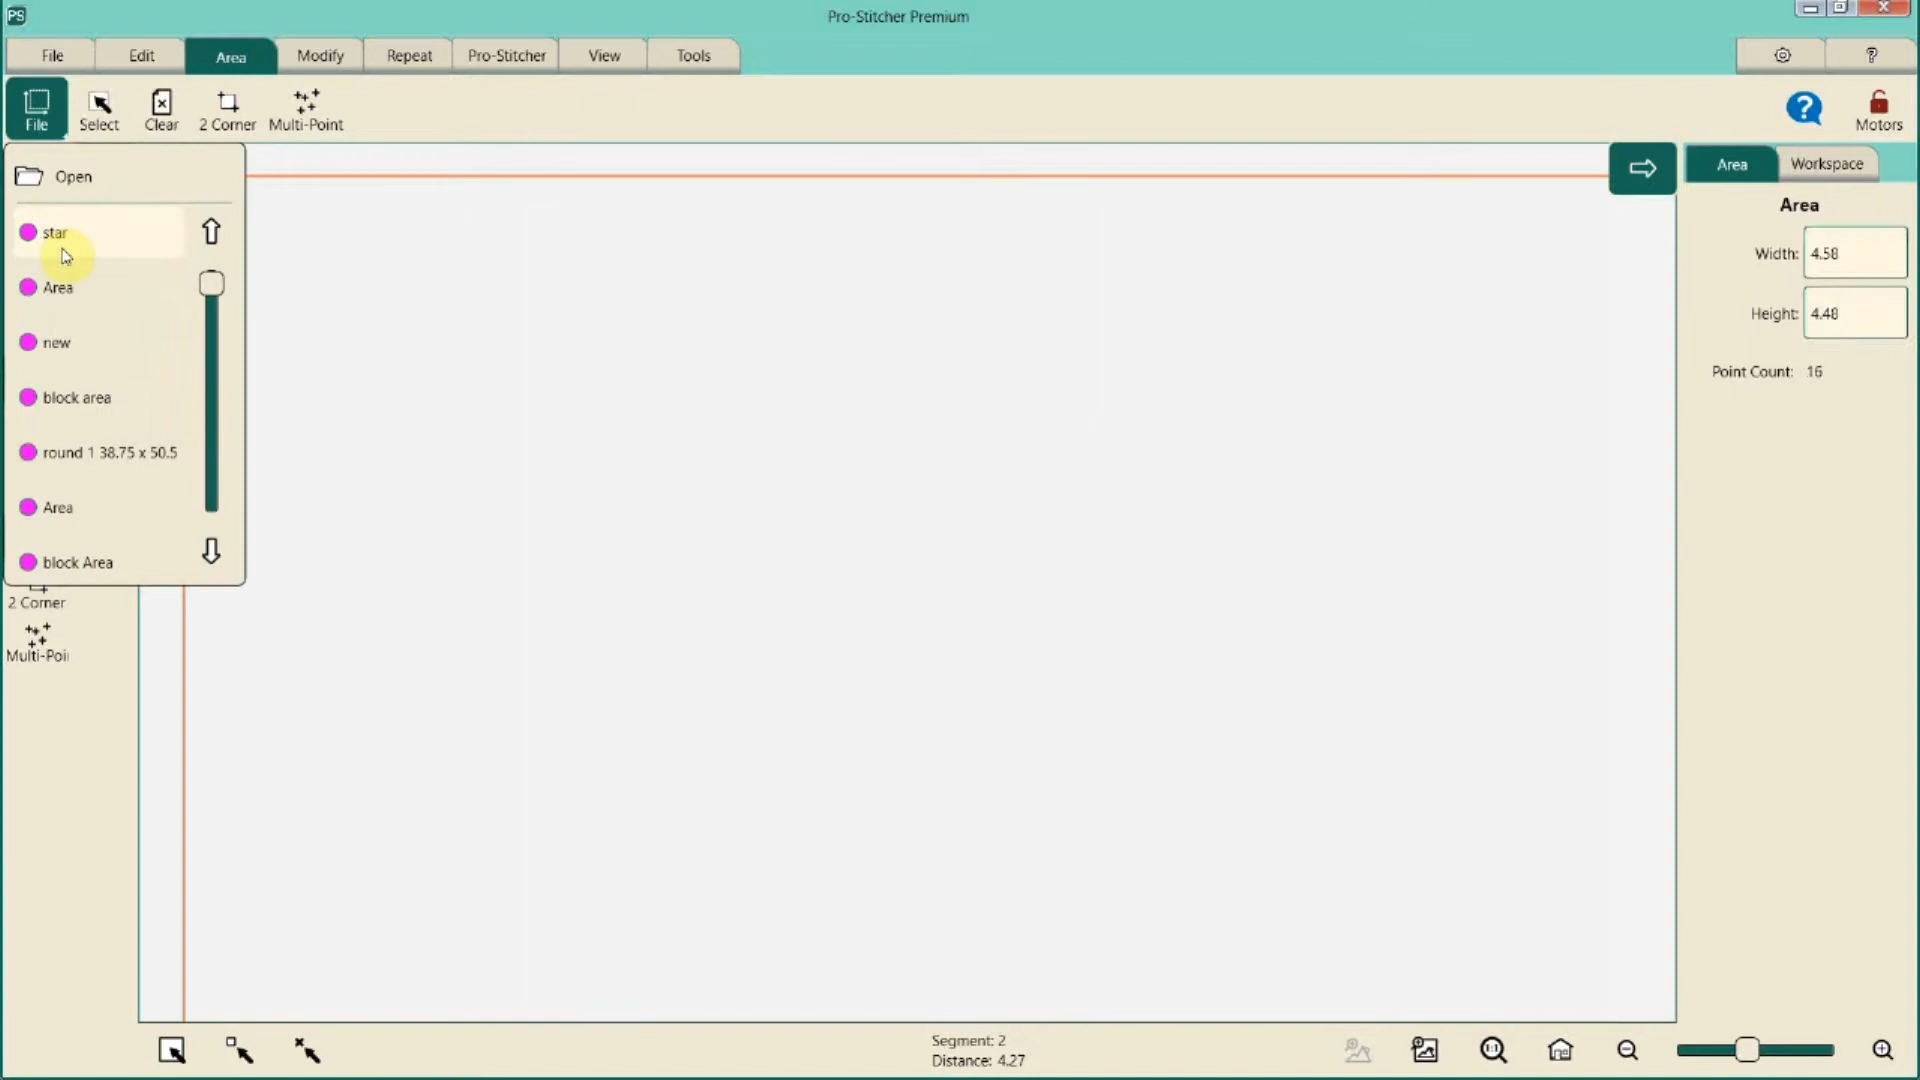 PS
Pro-Stitcher Premium
File
Edit
Area
Modify
Repeat
Pro-Stitcher
View
Tools
?
File
Select
Clear
2 Corner
Multi-Point
?
Motors
Open
star
Area
new
block area
round 1 38.75 x 50.5
Area
block Area
2 Corner
Multi-Poi
Area
Workspace
Area
Width: 4.58
Height: 4.48
Point Count: 16
Segment: 2
Distance: 4.27
1:1